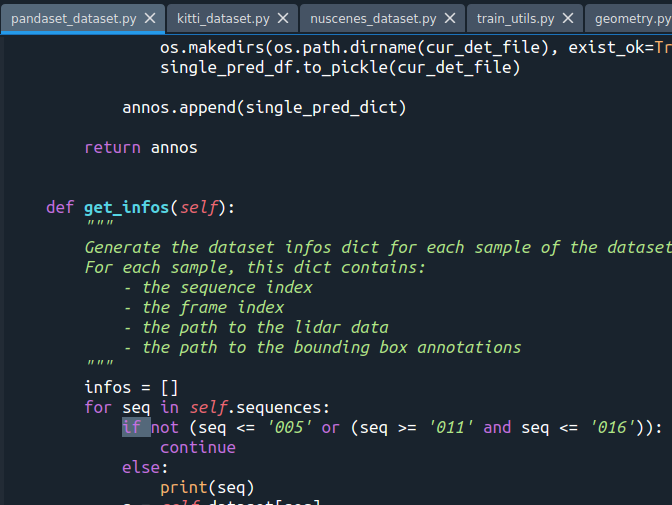 pandaset_dataset.py kitti_dataset.py nuscenes_dataset.py train_utils.py geometry.py
os.makedirs(os.path.dirname(cur_det_file), exist_ok=Tr
single_pred_df.to_pickle(cur_det_file)
annos.append(single_pred_dict)
return annos
def get_infos(self):
"""
Generate the dataset infos dict for each sample of the dataset
For each sample, this dict contains:
- the sequence index
- the frame index
- the path to the lidar data
- the path to the bounding box annotations
"""
infos = []
for seq in self.sequences:
if not (seq <= '005' or (seq >= '011' and seq <= '016')):
continue
else:
print(seq)